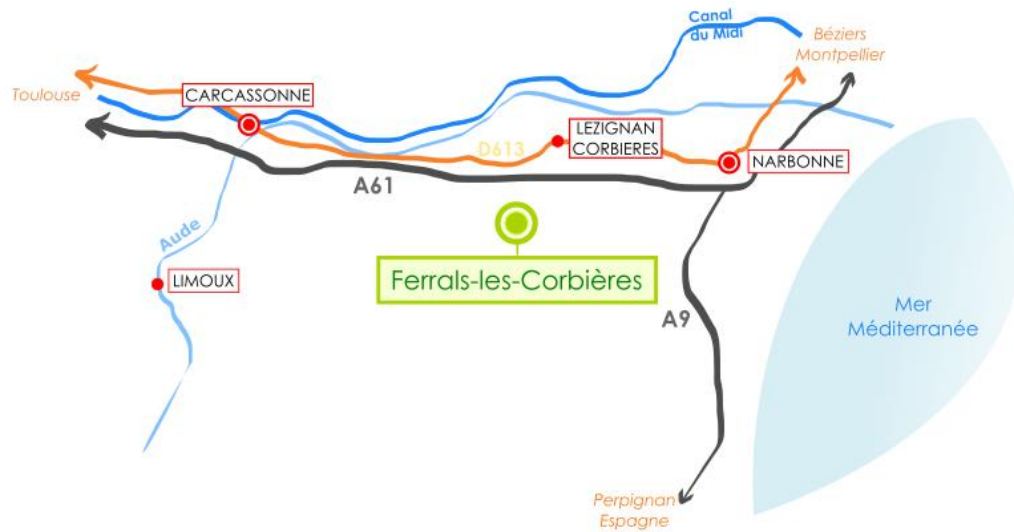 Canal
du Midi
Béziers
Montpellier
Toulouse
CARCASSONNE
LEZIGNAN
CORBIERES
D613
NARBONNE
A61
Aude
Ferrals-les-Corbières
LIMOUX
A9
Mer
Méditerranée
Perpignan
Espagne